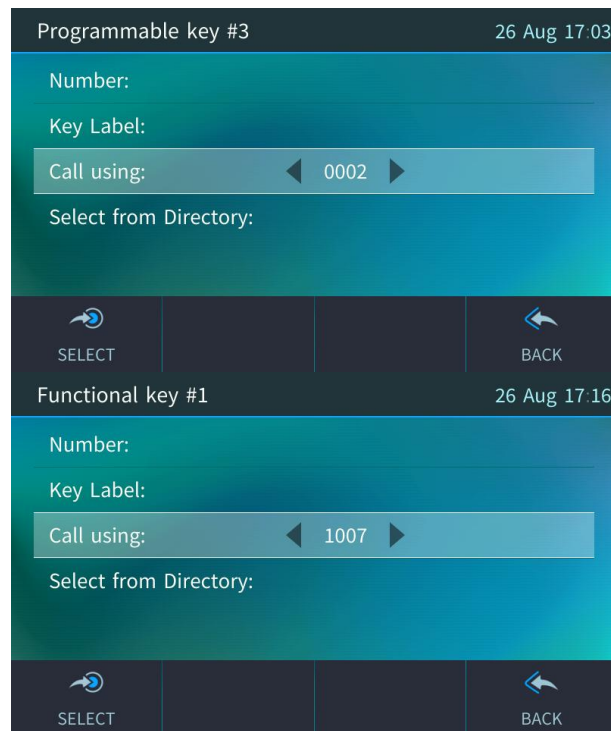 Programmable key #3 26 Aug 17:03
Number:
Key Label:
Call using: 0002
Select from Directory:
SELECT BACK
Functional key #1 26 Aug 17:16
Number:
Key Label:
Call using: 1007
Select from Directory:
SELECT BACK